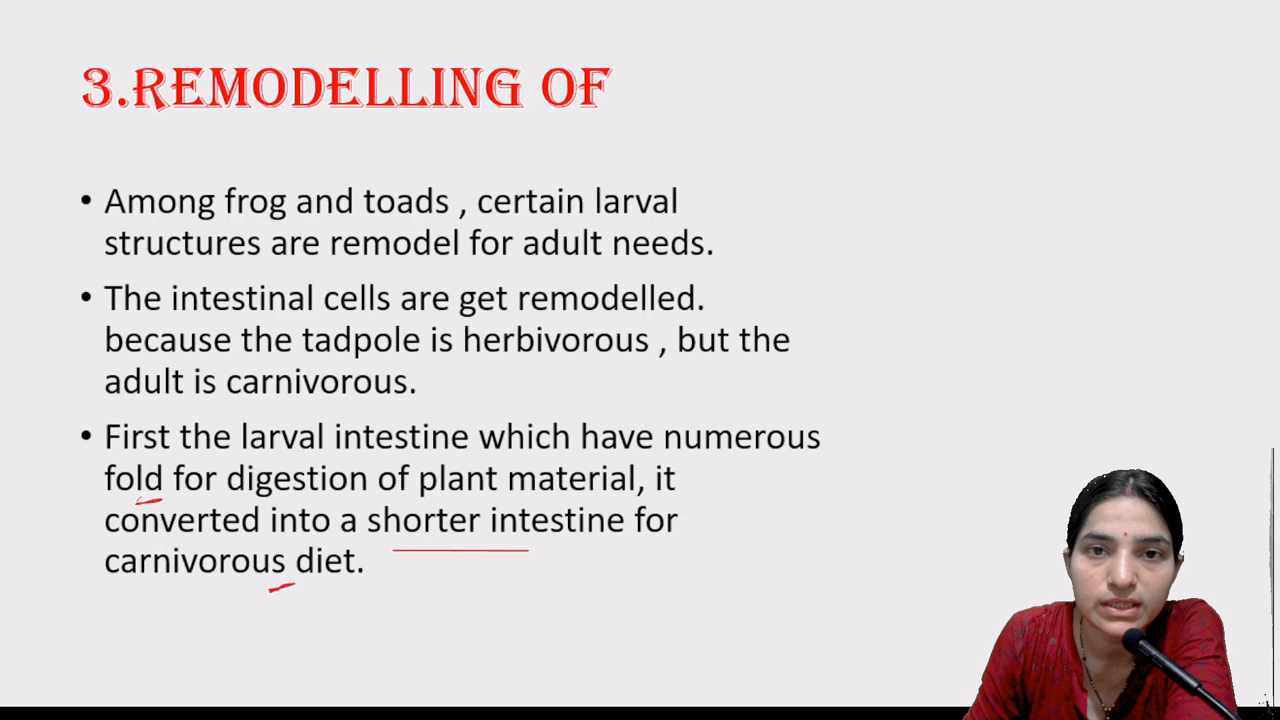 3.REMODELLING OF
• Among frog and toads , certain larval
structures are remodel for adult needs.
• The intestinal cells are get remodelled.
because the tadpole is herbivorous , but the
adult is carnivorous.
• First the larval intestine which have numerous
fold for digestion of plant material, it
converted into a shorter intestine for
carnivorous diet.